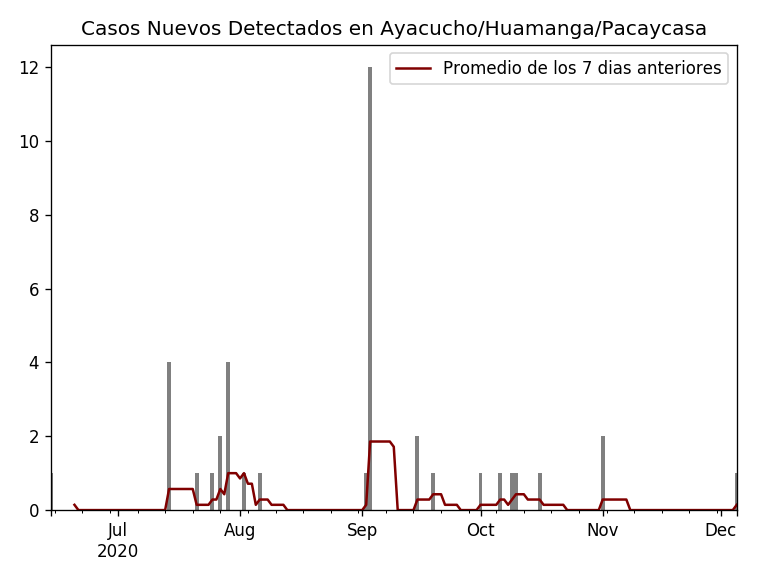 Casos Nuevos Detectados en Ayacucho/Huamanga/Pacaycasa
Promedio de los 7 dias anteriores
12
10
8
6
4
2
0
Jul Aug Sep Oct Nov Dec
2020